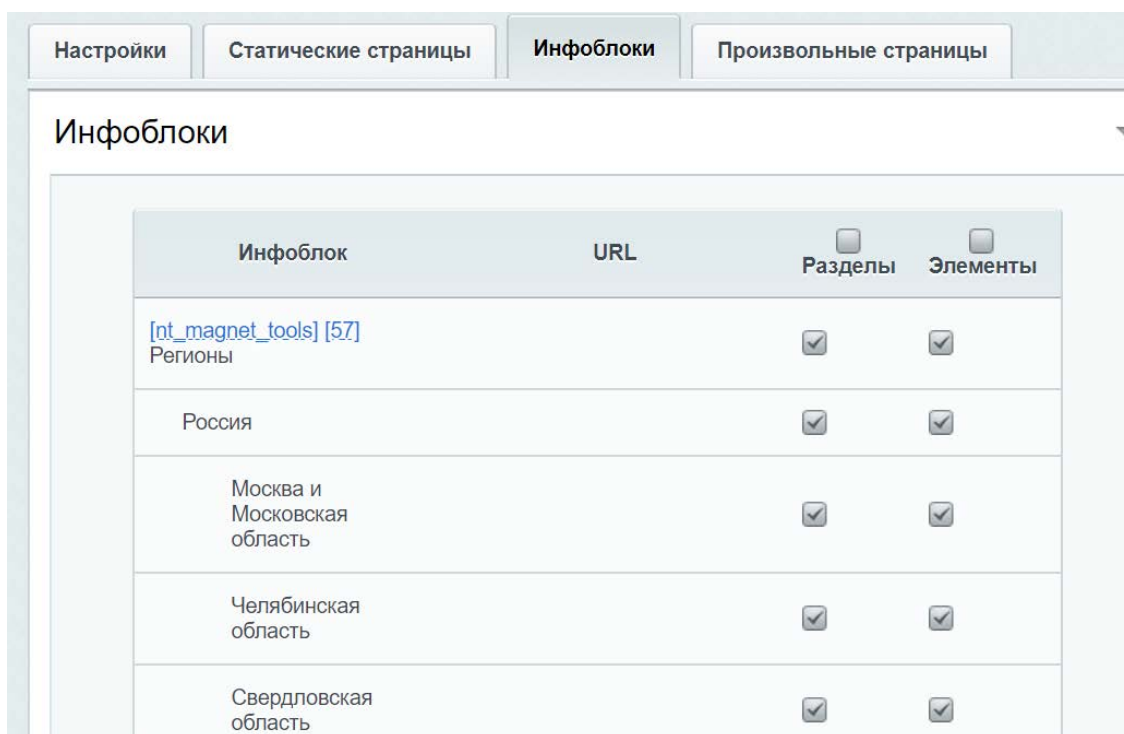 Настройки Статические страницы Инфоблоки Произвольные страницы
Инфоблоки
Инфоблок URL Разделы Элементы
[nt_magnet_tools] [57]
Регионы
Россия
Москва и
Московская
область
Челябинская
область
Свердловская
область